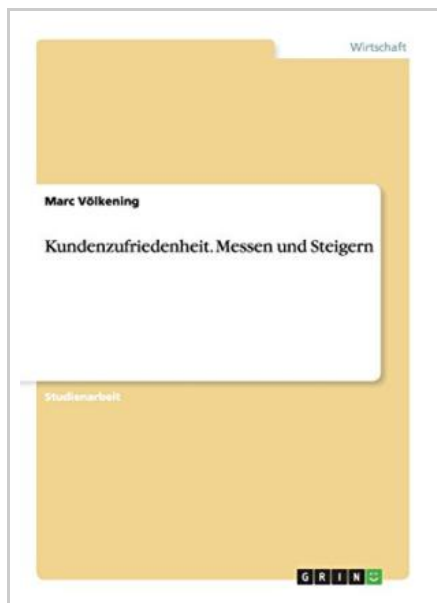 Wirtschaft
Marc Völkening
Kundenzufriedenheit. Messen und Steigern
Studienarbeit
GRIN